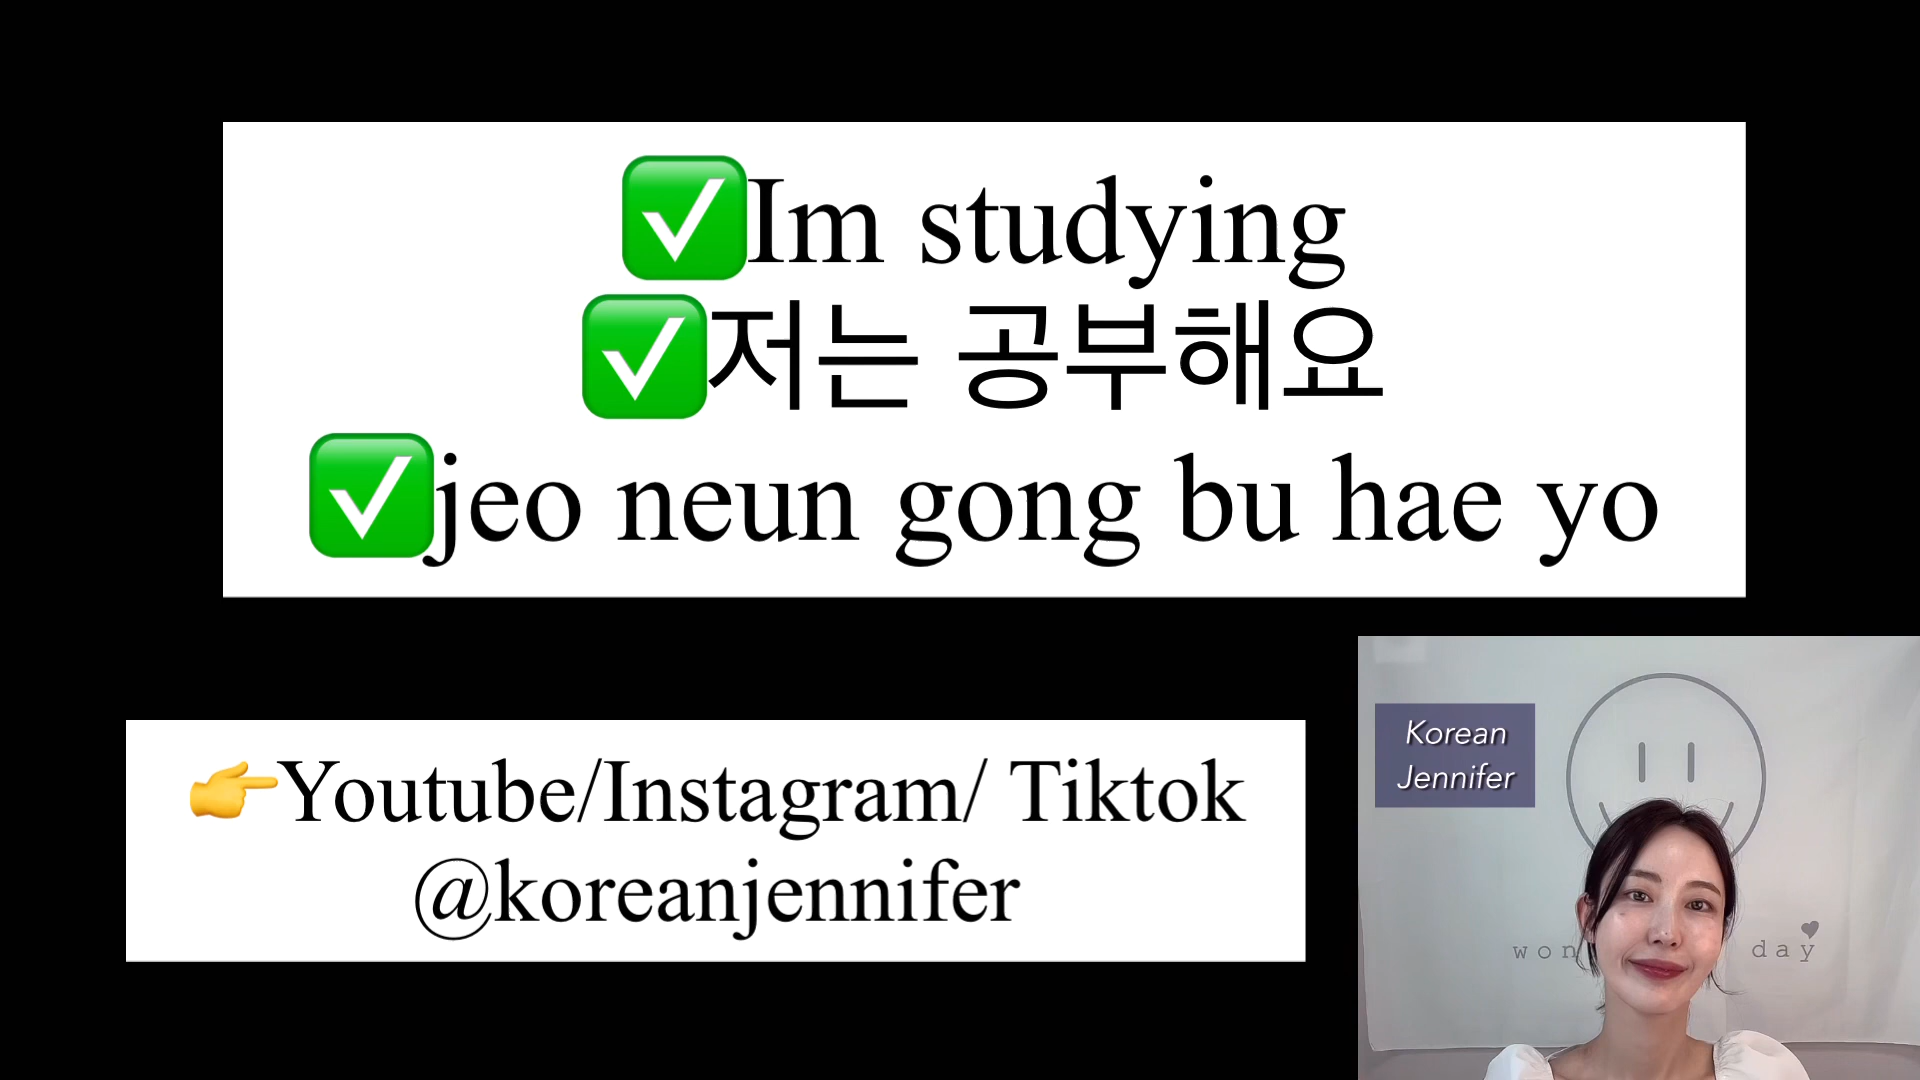 ✅Im studying
✅저는 공부해요
✅jeo neun gong bu hae yo
👉Youtube/Instagram/ Tiktok
@koreanjennifer
Korean
Jennifer
day